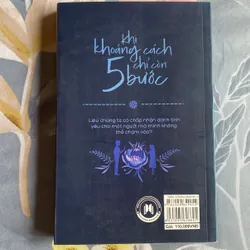 Khi
khoảng cách
chỉ còn
5 bước
Liệu chúng ta có chấp nhận dành tình
yêu cho một người mà mình không
thể chạm vào?